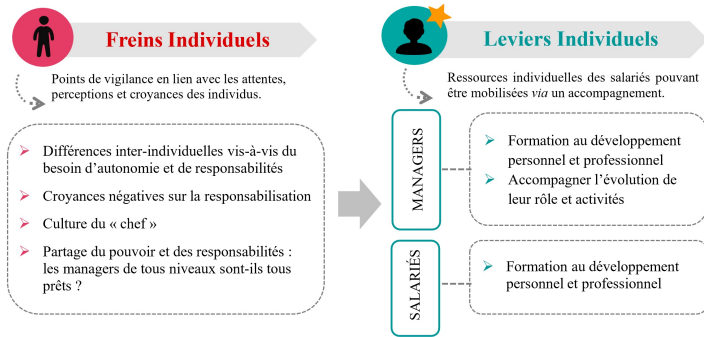 Freins Individuels
Points de vigilance en lien avec les attentes,
perceptions et croyances des individus.
➢ Différences inter-individuelles vis-à-vis du
besoin d'autonomie et de responsabilités
➢ Croyances négatives sur la responsabilisation
➢ Culture du « chef »
➢ Partage du pouvoir et des responsabilités :
les managers de tous niveaux sont-ils tous
prêts ?
Leviers Individuels
Ressources individuelles des salariés pouvant
être mobilisées via un accompagnement.
MANAGERS
➢ Formation au développement
personnel et professionnel
➢ Accompagner l'évolution de
leur rôle et activités
SALARIÉS
➢ Formation au développement
personnel et professionnel